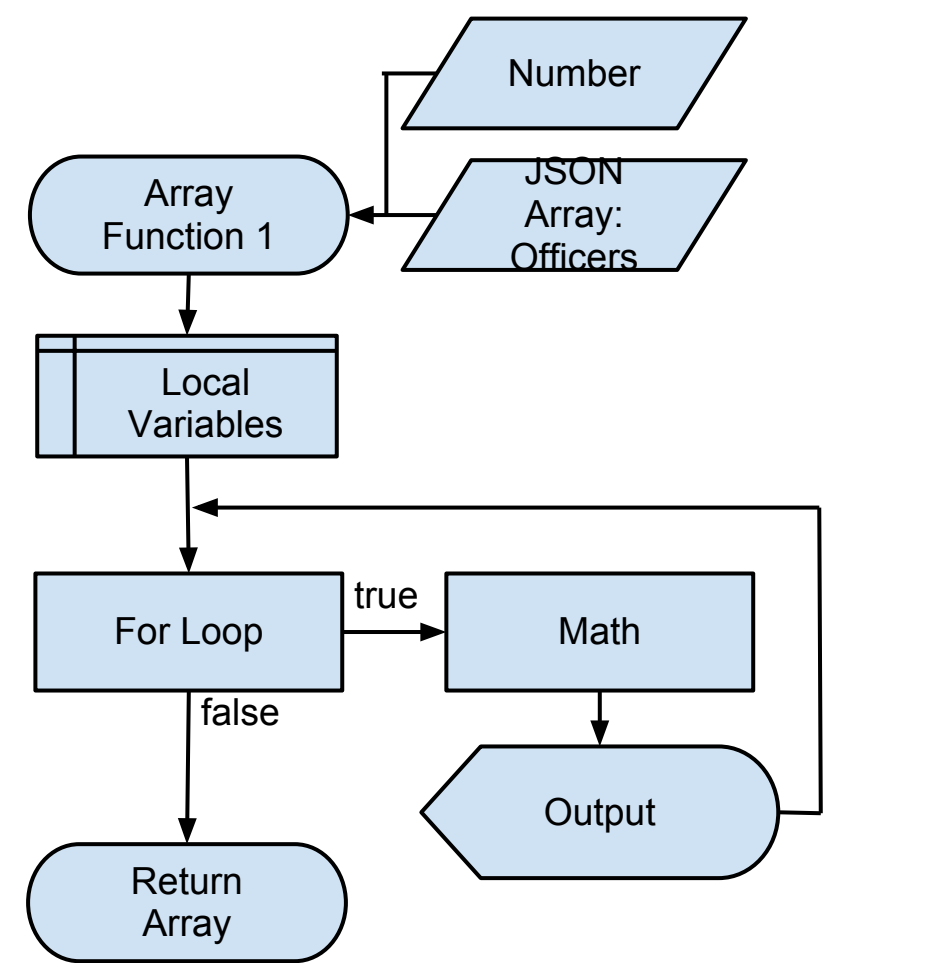 Number
JSON
Array:
Officers
Array
Function 1
Local
Variables
For Loop
true
Math
false
Output
Return
Array